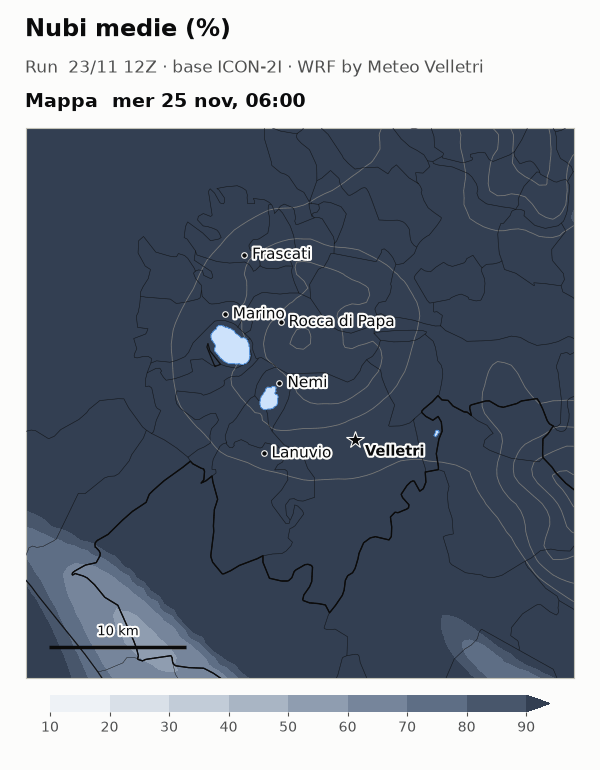 Nubi medie (%)
Run  23/11 12Z · base ICON-2I · WRF by Meteo Velletri
Mappa  mer 25 nov, 06:00
Frascati
Marino
Rocca di Papa
Nemi
Velletri
Lanuvio
10 km
10 20 30 40 50 60 70 80 90